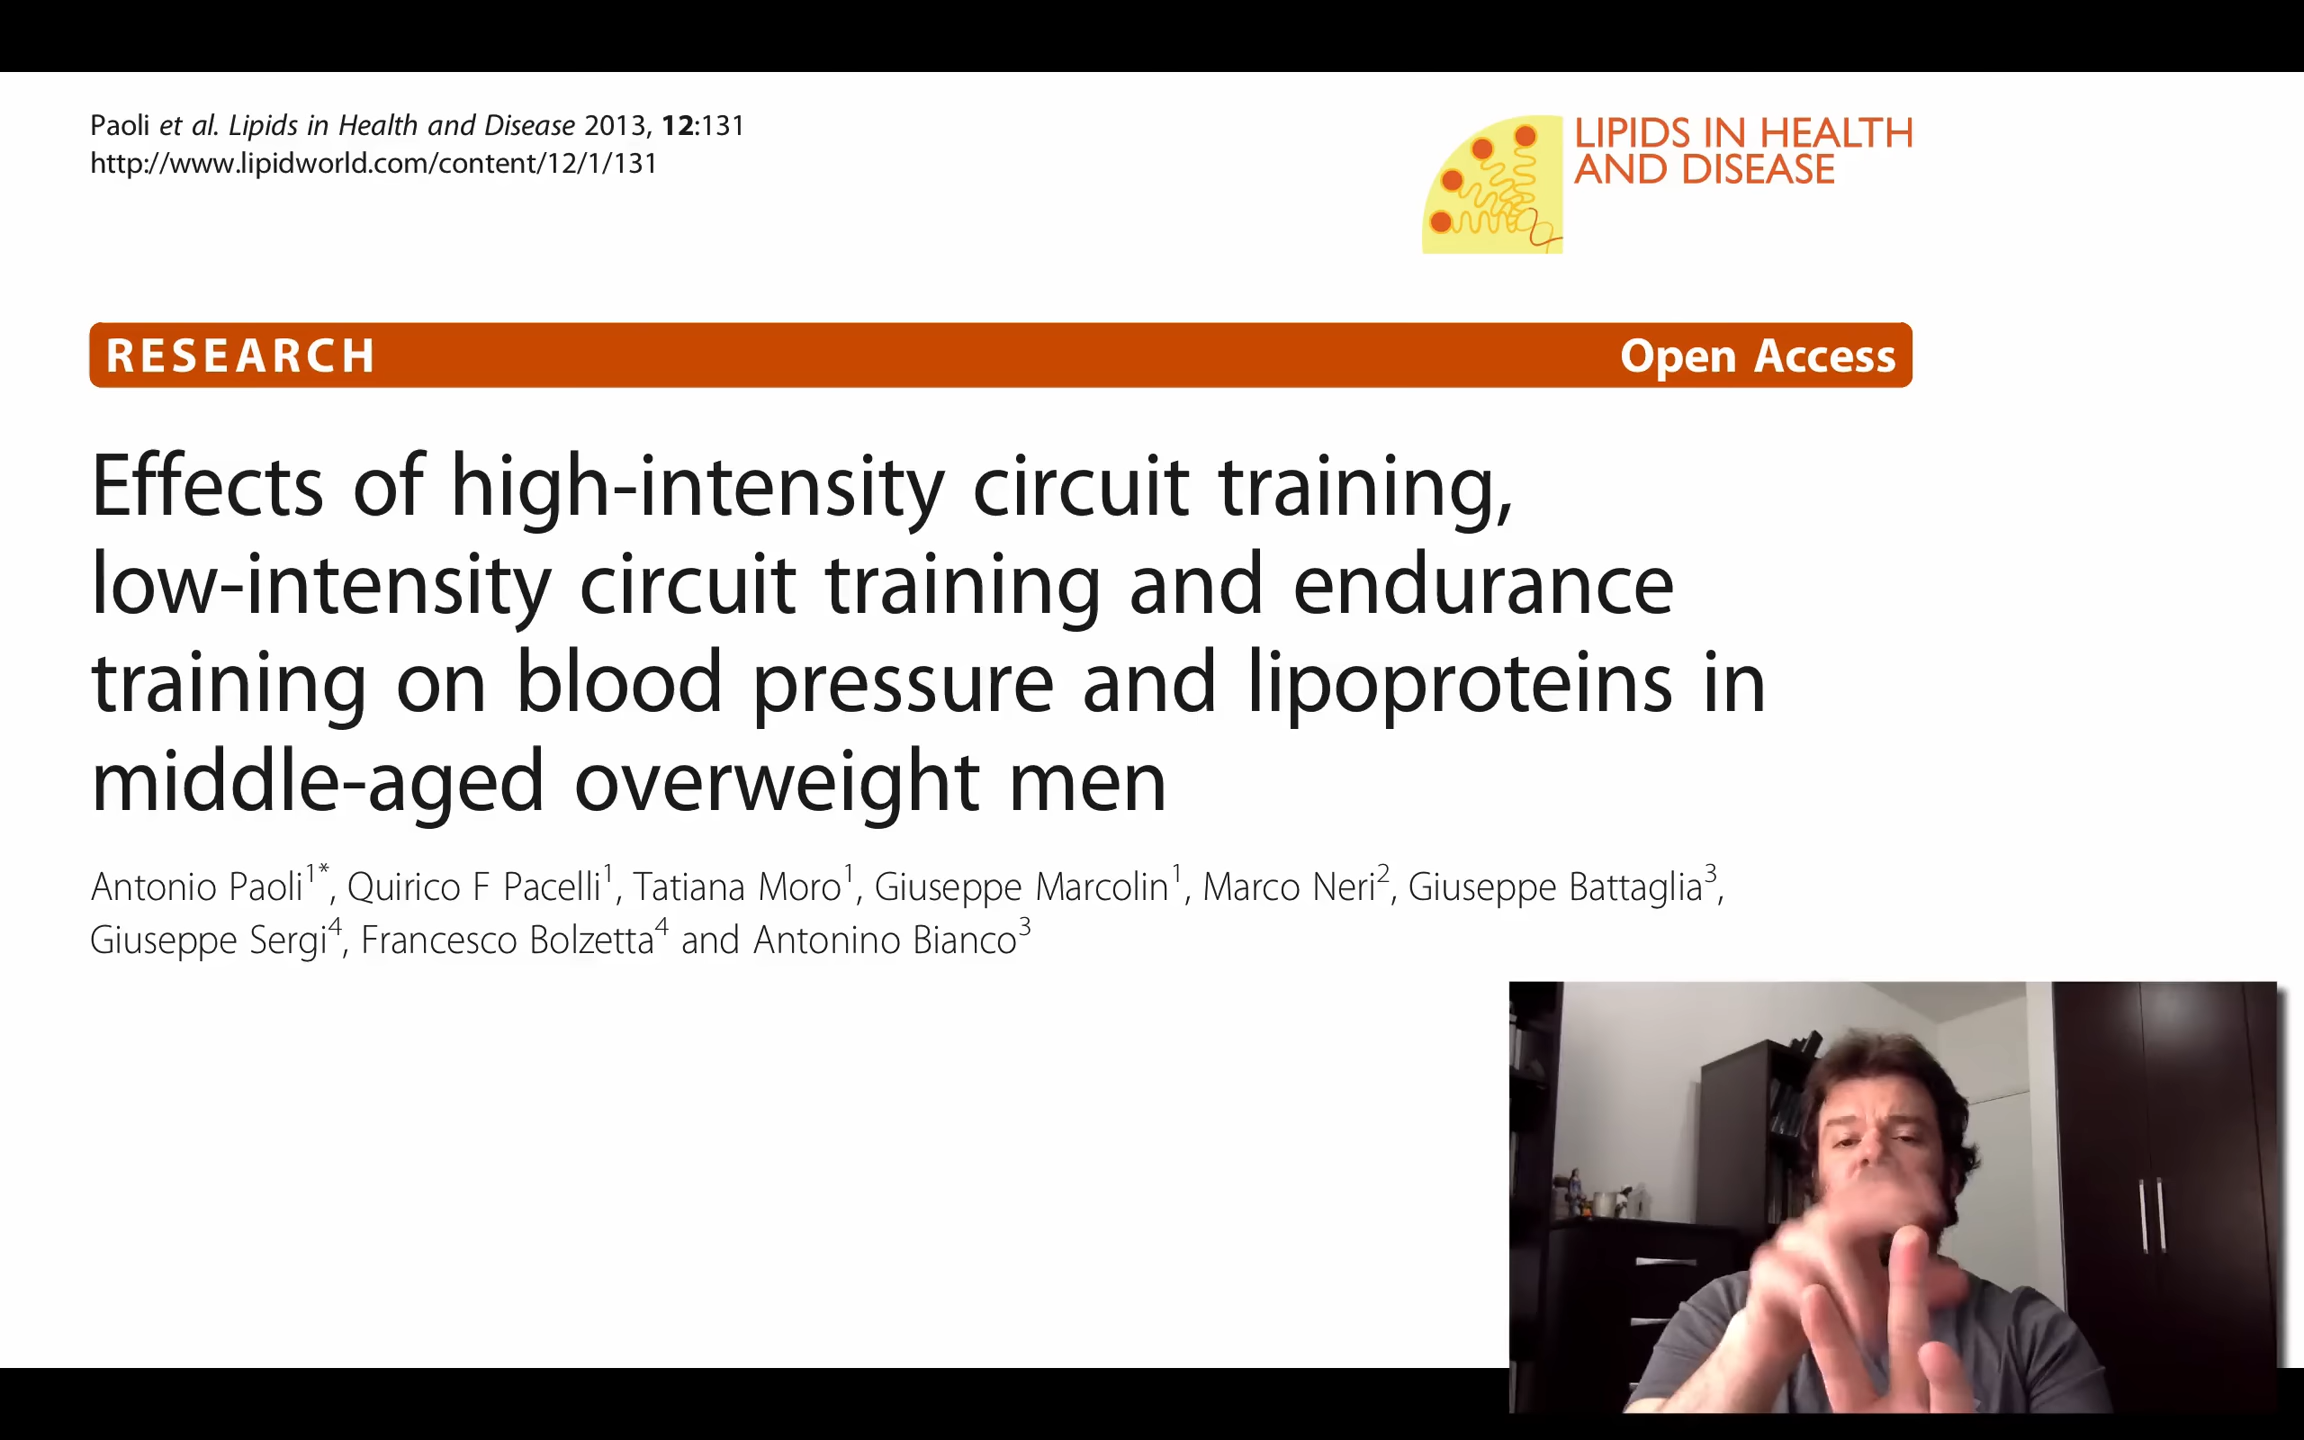 Paoli et al. Lipids in Health and Disease 2013, 12:131
http://www.lipidworld.com/content/12/1/131
LIPIDS IN HEALTH
AND DISEASE
RESEARCH Open Access
Effects of high-intensity circuit training,
low-intensity circuit training and endurance
training on blood pressure and lipoproteins in
middle-aged overweight men
Antonio Paoli1*, Quirico F Pacelli1, Tatiana Moro1, Giuseppe Marcolin1, Marco Neri2, Giuseppe Battaglia3,
Giuseppe Sergi4, Francesco Bolzetta4 and Antonino Bianco3